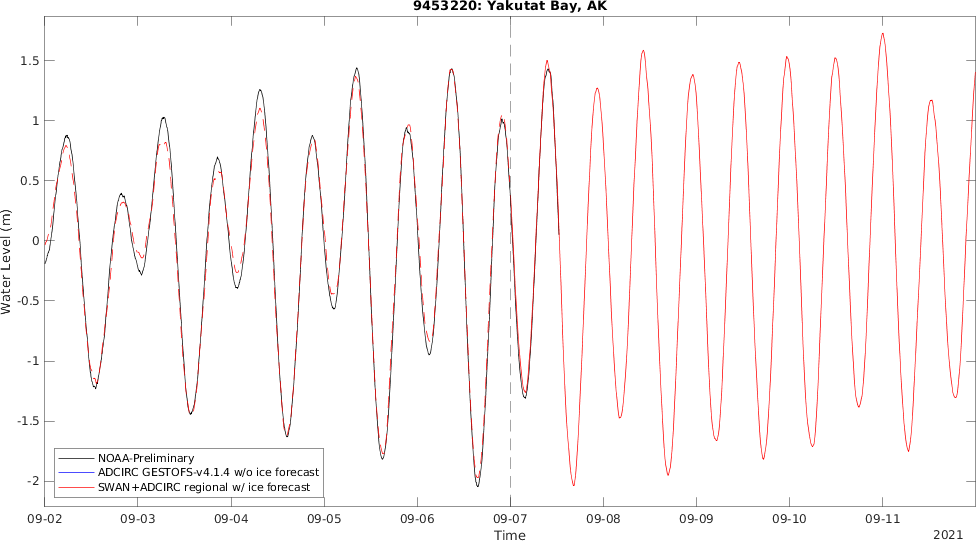 9453220: Yakutat Bay, AK
Water Level (m)
1.5
1
0.5
0
-0.5
-1
-1.5
-2
NOAA-Preliminary
ADCIRC GESTOFS-v4.1.4 w/o ice forecast
SWAN+ADCIRC regional w/ ice forecast
09-02 09-03 09-04 09-05 09-06 09-07 09-08 09-09 09-10 09-11
Time
2021